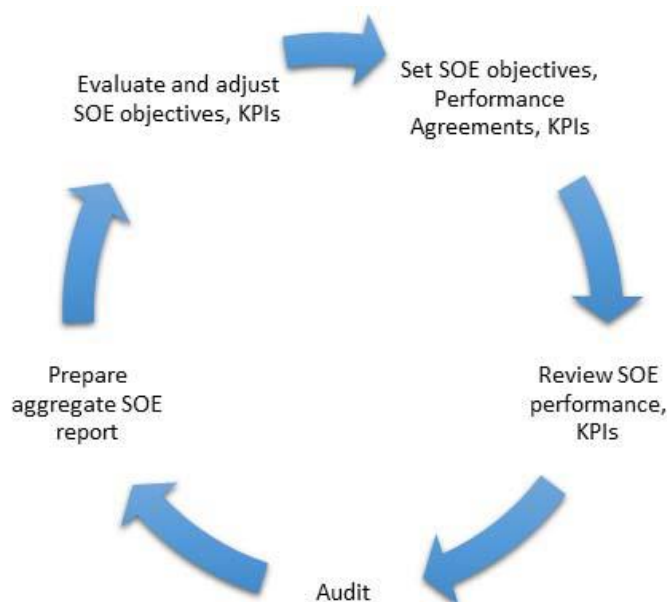 Evaluate and adjust
SOE objectives, KPIs
Set SOE objectives,
Performance
Agreements, KPIs
Review SOE
performance,
KPIs
Audit
Prepare
aggregate SOE
report